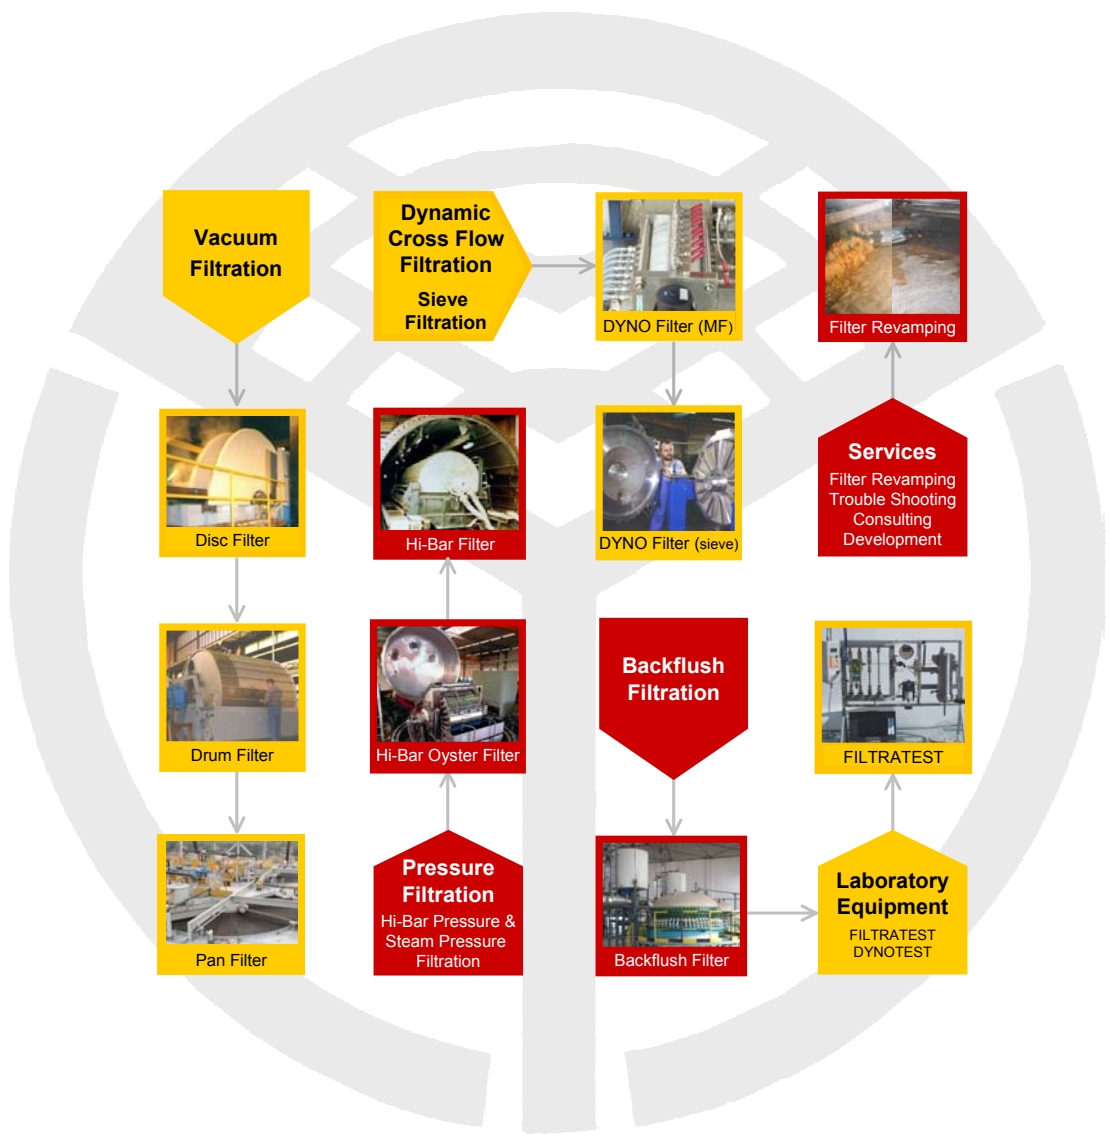 Vacuum
Filtration
Disc Filter
Drum Filter
Pan Filter
Dynamic
Cross Flow
Filtration
Sieve
Filtration
DYNO Filter (MF)
DYNO Filter (sieve)
Hi-Bar Filter
Hi-Bar Oyster Filter
Pressure
Filtration
Hi-Bar Pressure &
Steam Pressure
Filtration
Backflush
Filtration
Backflush Filter
Filter Revamping
Services
Filter Revamping
Trouble Shooting
Consulting
Development
FILTRATEST
Laboratory
Equipment
FILTRATEST
DYNOTEST